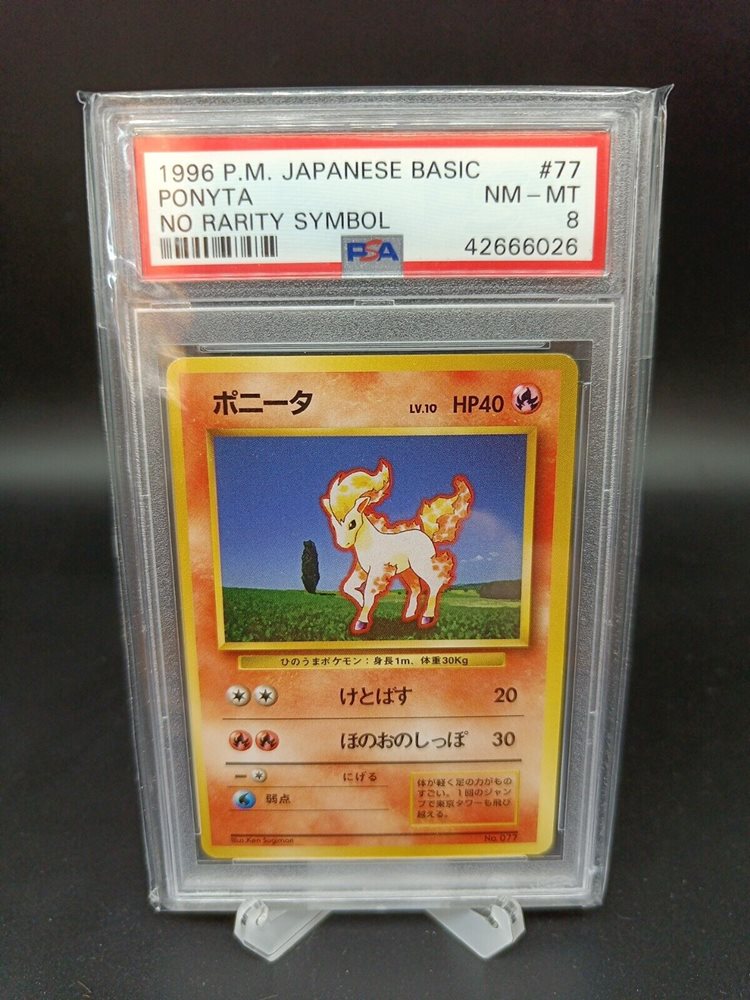 1996 P.M. JAPANESE BASIC #77
PONYTA NM - MT
NO RARITY SYMBOL 8
PSA 42666026
ポニータ LV.10 HP40
ひのうまポケモン：身長1m、体重30Kg
けとばす 20
ほのおのしっぽ 30
にげる
弱点
体が軽く足の力がもの
すごい。1回のジャン
プで東京タワーも飛び
越える。
Illus.Ken Sugimori No.077